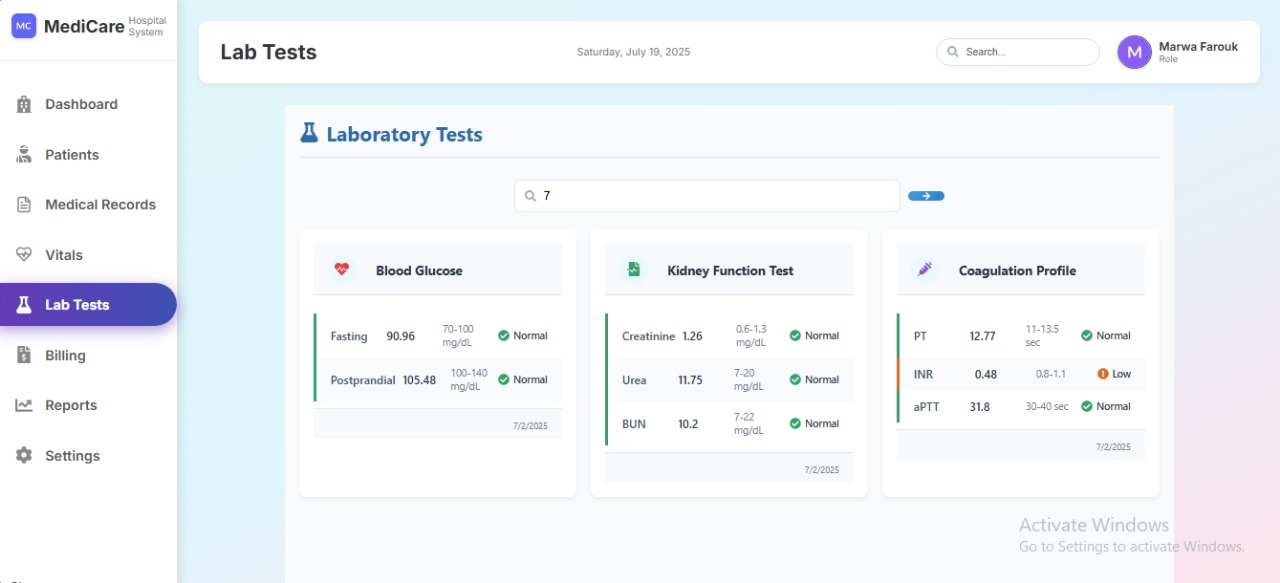 MC MediCare Hospital System
Dashboard
Patients
Medical Records
Vitals
Lab Tests
Billing
Reports
Settings
Lab Tests
Saturday, July 19, 2025
Search...
M
Marwa Farouk
Role
Laboratory Tests
7
Blood Glucose
Fasting 90.96 70-100 mg/dL Normal
Postprandial 105.48 100-140 mg/dL Normal
7/2/2025
Kidney Function Test
Creatinine 1.26 0.6-1.3 mg/dL Normal
Urea 11.75 7-20 mg/dL Normal
BUN 10.2 7-22 mg/dL Normal
7/2/2025
Coagulation Profile
PT 12.77 11-13.5 sec Normal
INR 0.48 0.8-1.1 Low
aPTT 31.8 30-40 sec Normal
7/2/2025
Activate Windows
Go to Settings to activate Windows.